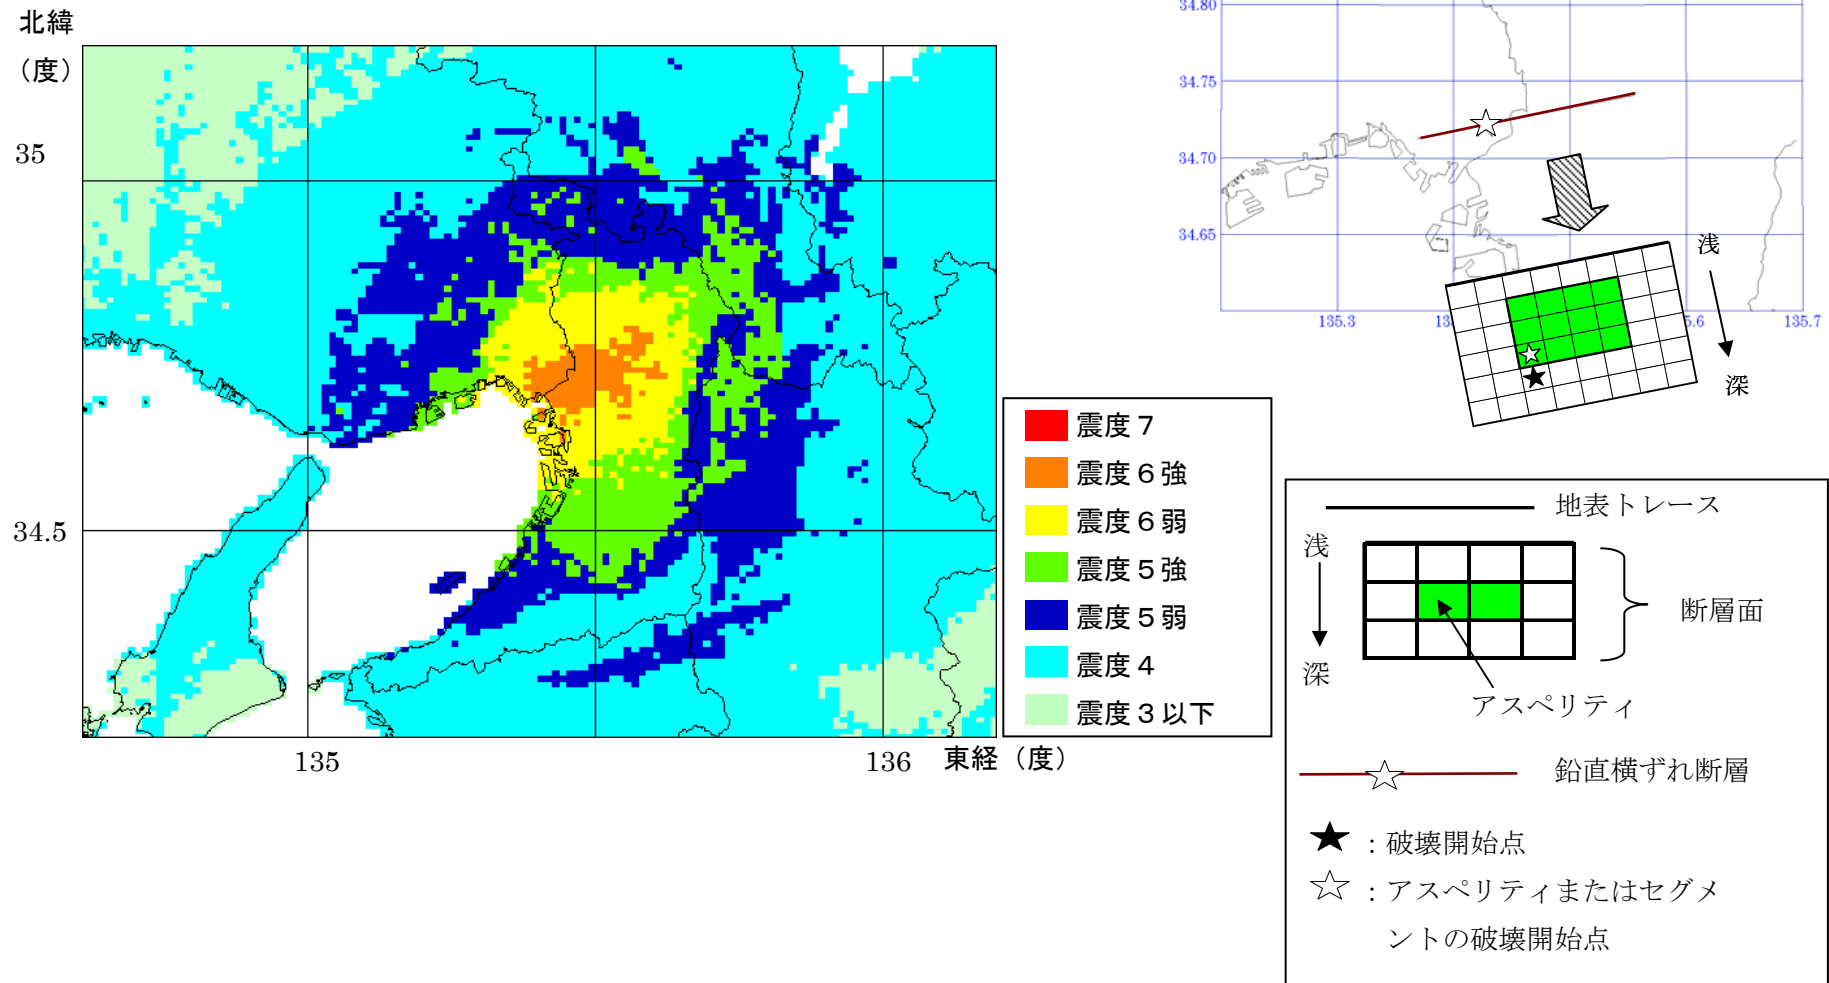 北緯
（度）
35
34.5
135
136
東経（度）
震度７
震度６強
震度６弱
震度５強
震度５弱
震度４
震度３以下
34.80
34.75
34.70
34.65
135.3
135.7
浅
深
地表トレース
浅
深
断層面
アスペリティ
鉛直横ずれ断層
：破壊開始点
：アスペリティまたはセグメ
ントの破壊開始点